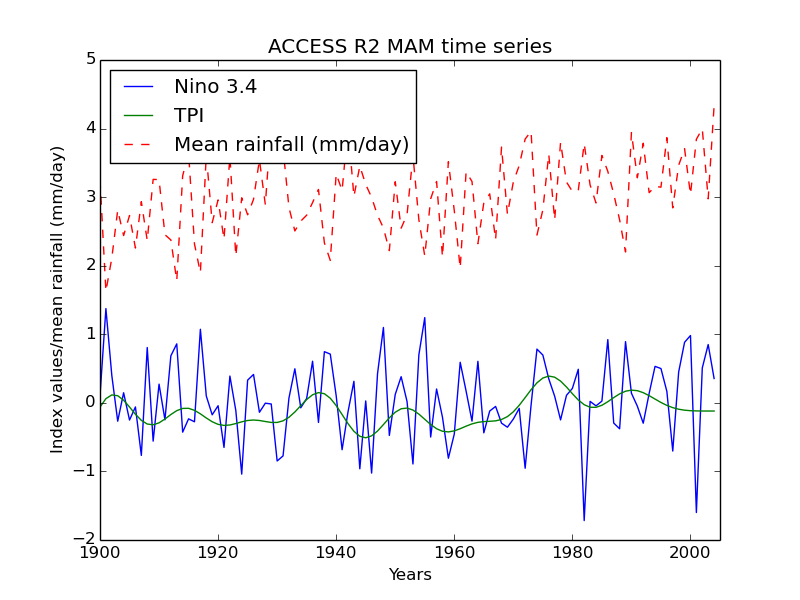 ACCESS R2 MAM time series
5
4
3
2
1
0
−1
−2
Index values/mean rainfall (mm/day)
Nino 3.4
TPI
Mean rainfall (mm/day)
1900 1920 1940 1960 1980 2000
Years